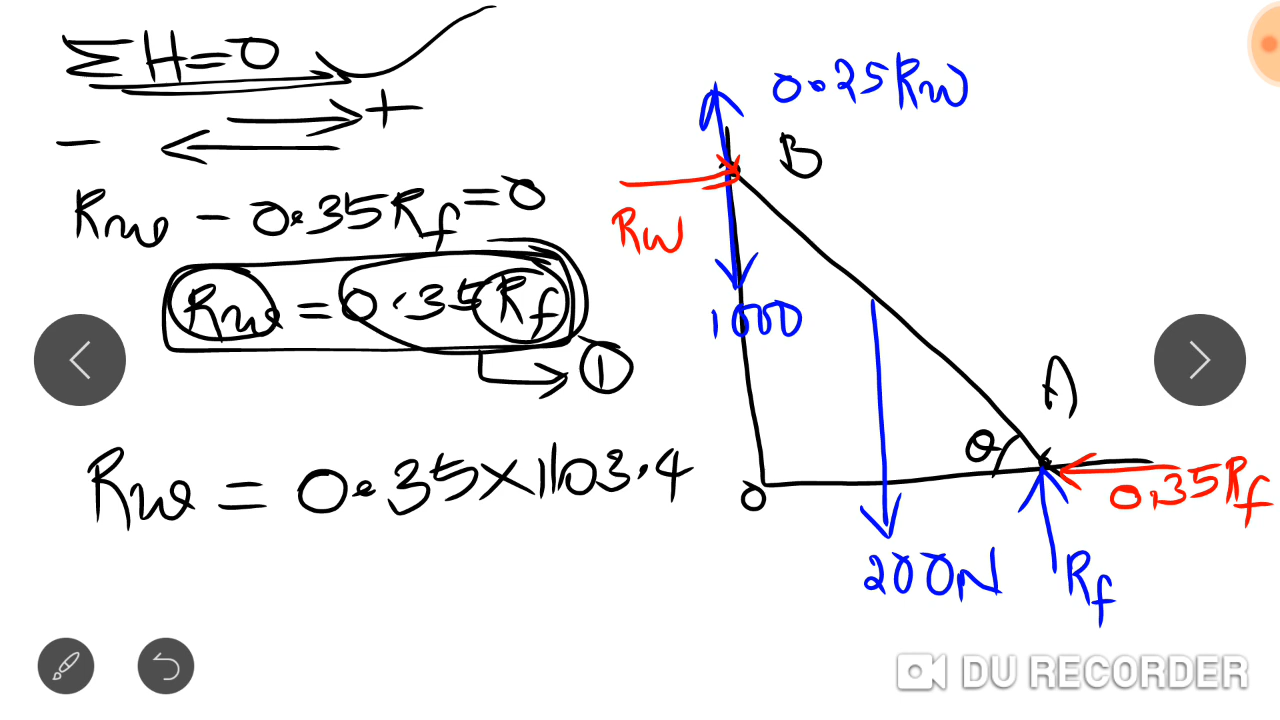 ΣH=0
+
-
Rw - 0.35Rf=0
Rw = 0.35Rf
1
Rw = 0.35×1103.4
0.25Rw
B
Rw
1000
A
θ
O
0.35Rf
200N
Rf
DU RECORDER